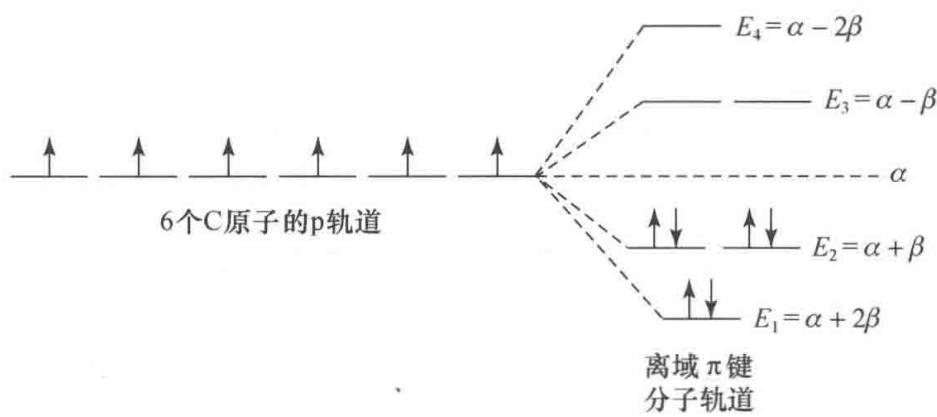 E₄ = α − 2β
E₃ = α − β
α
6个C原子的p轨道
E₂ = α + β
E₁ = α + 2β
离域 π 键
分子轨道